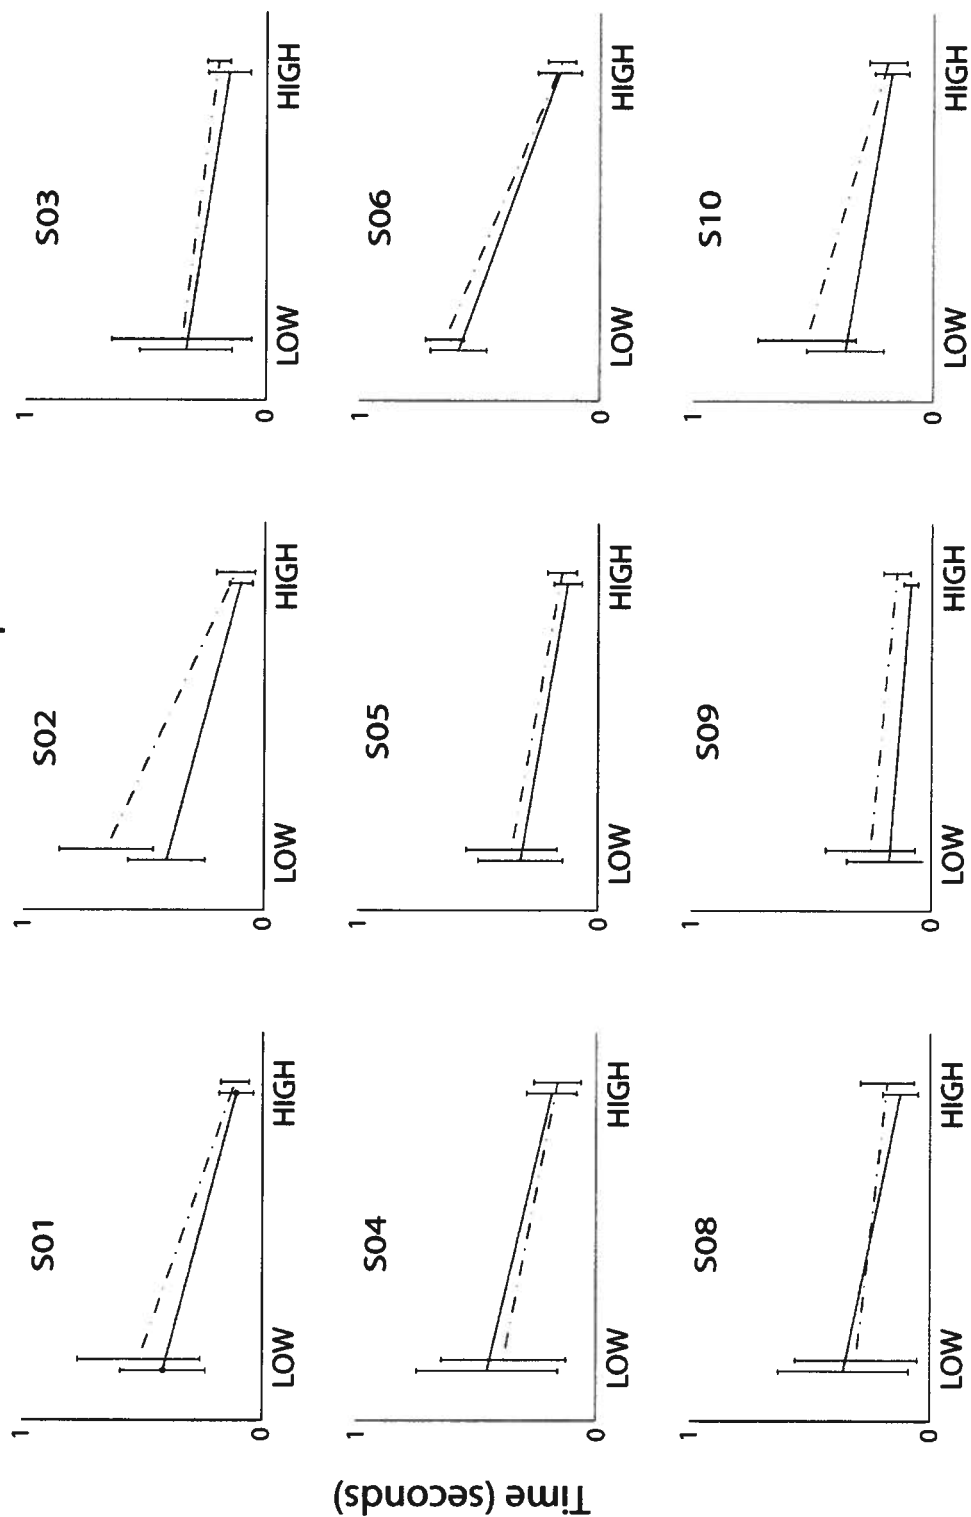 S01
1
0
LOW
HIGH
S02
1
0
LOW
HIGH
S03
1
0
LOW
HIGH
S04
1
0
LOW
HIGH
S05
1
0
LOW
HIGH
S06
1
0
LOW
HIGH
S08
1
0
LOW
HIGH
S09
1
0
LOW
HIGH
S10
1
0
LOW
HIGH
Time (seconds)